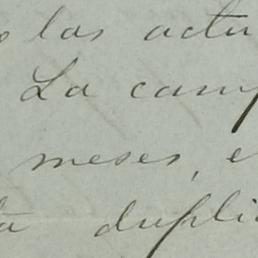 las actu
La camp
meses, e
dupli